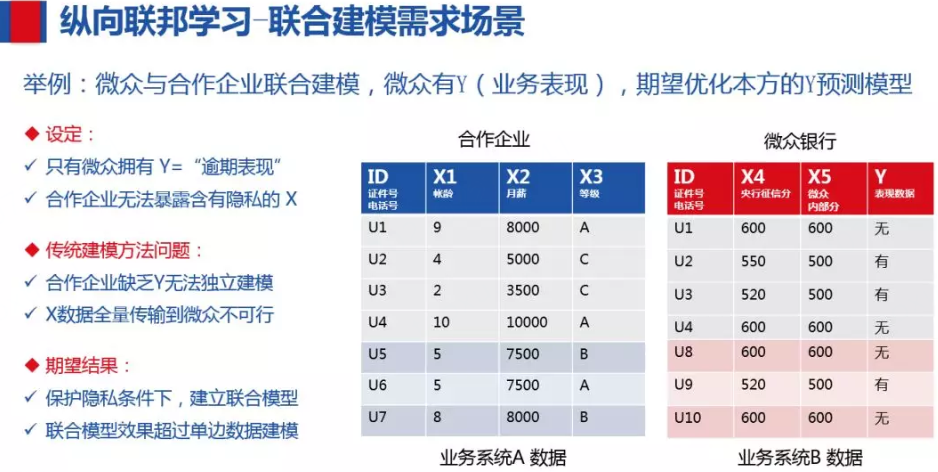 纵向联邦学习-联合建模需求场景
举例：微众与合作企业联合建模，微众有Y（业务表现），期望优化本方的Y预测模型
设定：
只有微众拥有 Y= “逾期表现”
合作企业无法暴露含有隐私的 X
传统建模方法问题：
合作企业缺乏Y无法独立建模
X数据全量传输到微众不可行
期望结果：
保护隐私条件下，建立联合模型
联合模型效果超过单边数据建模
合作企业
ID 证件号 电话号 X1 帐龄 X2 月薪 X3 等级
U1 9 8000 A
U2 4 5000 C
U3 2 3500 C
U4 10 10000 A
U5 5 7500 B
U6 5 7500 A
U7 8 8000 B
业务系统A 数据
微众银行
ID 证件号 电话号 X4 央行征信分 X5 微众 内部分 Y 表现数据
U1 600 600 无
U2 550 500 有
U3 520 500 有
U4 600 600 无
U8 600 600 无
U9 520 500 有
U10 600 600 无
业务系统B 数据